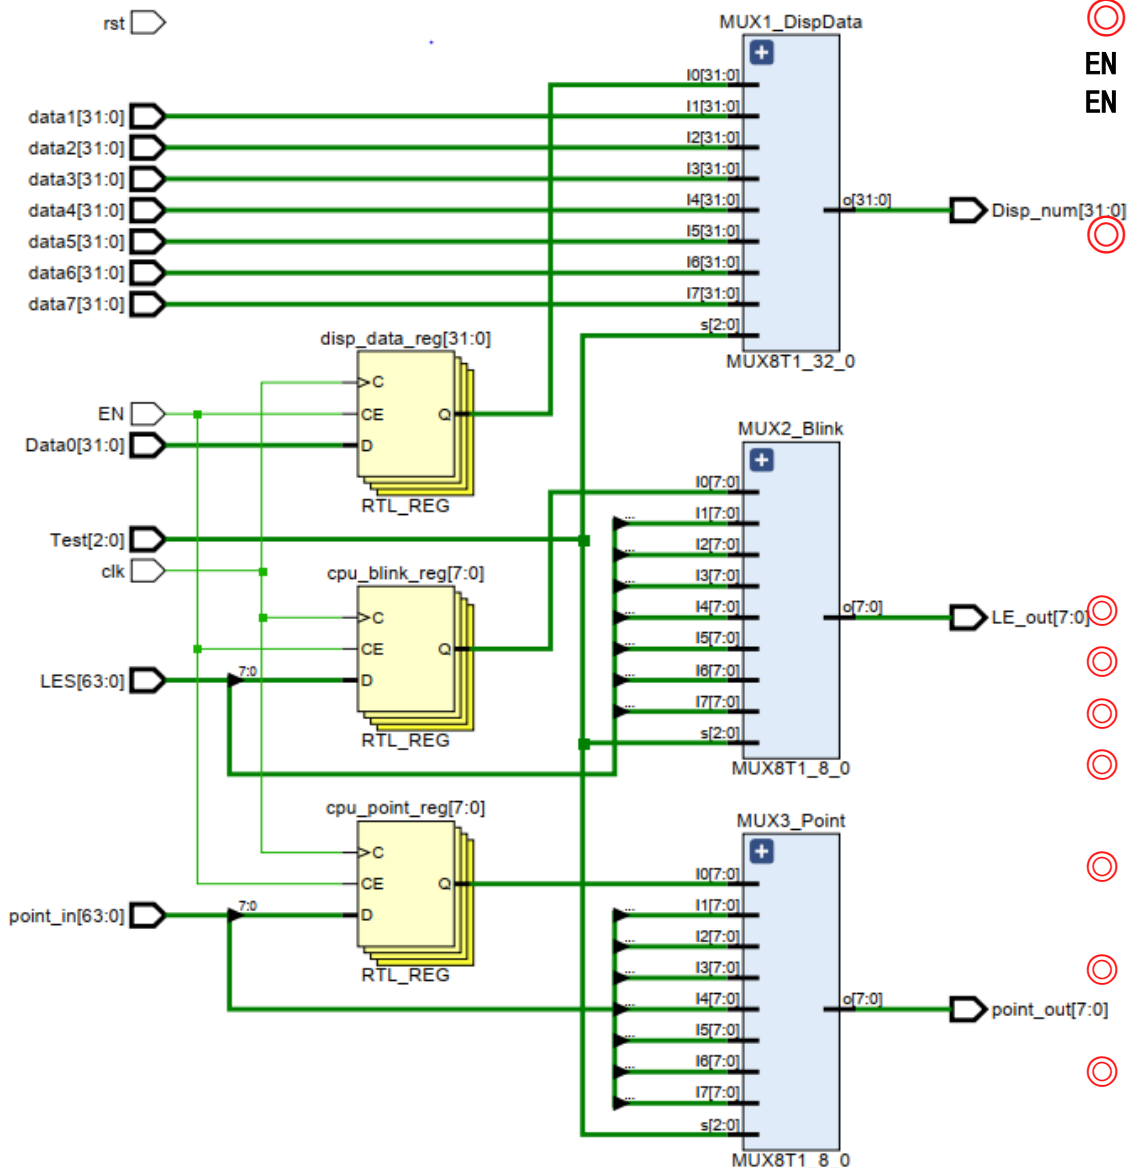 rst
MUX1_DispData
EN
EN
I0[31:0]
data1[31:0]
I1[31:0]
data2[31:0]
I2[31:0]
data3[31:0]
I3[31:0]
data4[31:0]
I4[31:0]
o[31:0]
Disp_num[31:0]
data5[31:0]
I5[31:0]
data6[31:0]
I6[31:0]
data7[31:0]
I7[31:0]
s[2:0]
MUX8T1_32_0
disp_data_reg[31:0]
C
EN
CE
Q
Data0[31:0]
D
RTL_REG
MUX2_Blink
I0[7:0]
... I1[7:0]
Test[2:0]
... I2[7:0]
clk
cpu_blink_reg[7:0]
... I3[7:0]
C
... I4[7:0]
o[7:0]
LE_out[7:0]
CE
Q
... I5[7:0]
LES[63:0]
7:0
D
... I6[7:0]
... I7[7:0]
RTL_REG
s[2:0]
MUX8T1_8_0
cpu_point_reg[7:0]
MUX3_Point
C
CE
Q
I0[7:0]
point_in[63:0]
7:0
D
... I1[7:0]
... I2[7:0]
RTL_REG
... I3[7:0]
... I4[7:0]
o[7:0]
point_out[7:0]
... I5[7:0]
... I6[7:0]
... I7[7:0]
s[2:0]
MUX8T1_8_0